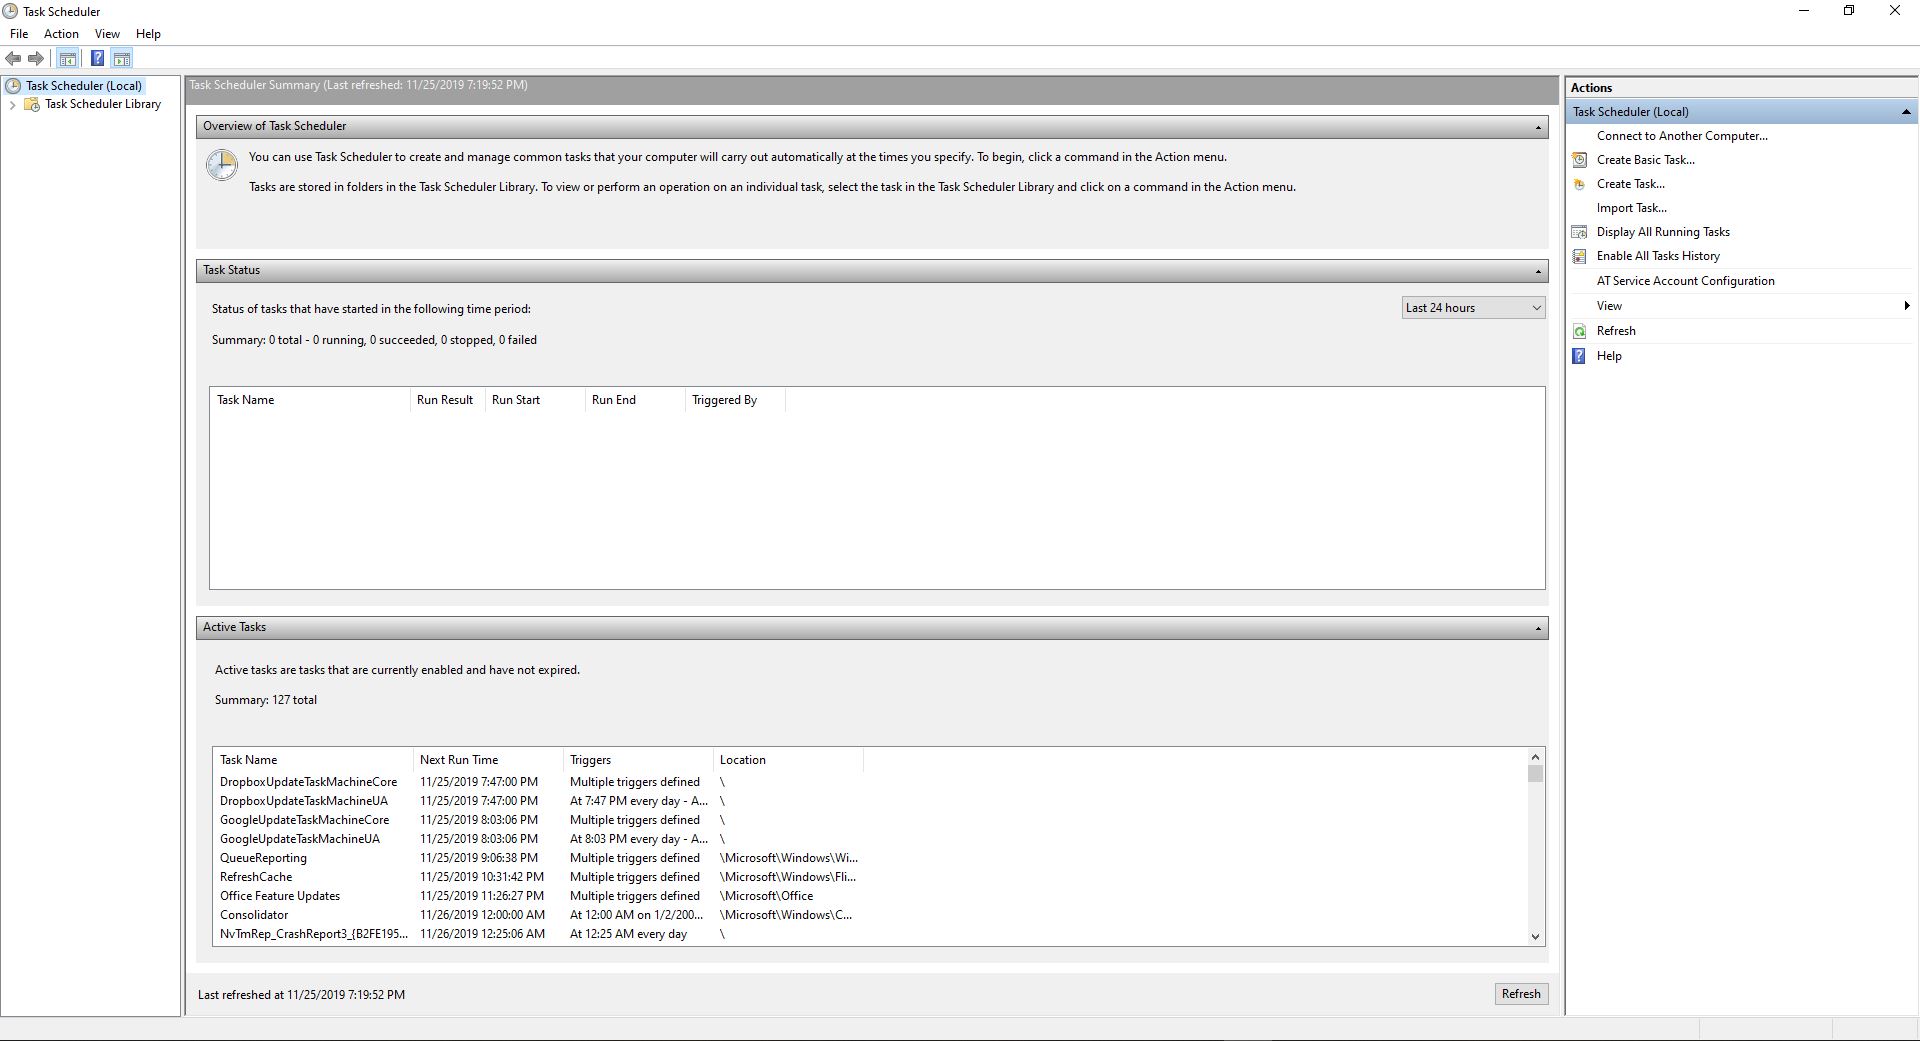 Task Scheduler
File Action View Help
Task Scheduler (Local)
Task Scheduler Library
Task Scheduler Summary (Last refreshed: 11/25/2019 7:19:52 PM)
Overview of Task Scheduler
You can use Task Scheduler to create and manage common tasks that your computer will carry out automatically at the times you specify. To begin, click a command in the Action menu.
Tasks are stored in folders in the Task Scheduler Library. To view or perform an operation on an individual task, select the task in the Task Scheduler Library and click on a command in the Action menu.
Task Status
Status of tasks that have started in the following time period:
Last 24 hours
Summary: 0 total - 0 running, 0 succeeded, 0 stopped, 0 failed
Task Name Run Result Run Start Run End Triggered By
Active Tasks
Active tasks are tasks that are currently enabled and have not expired.
Summary: 127 total
Task Name Next Run Time Triggers Location
DropboxUpdateTaskMachineCore 11/25/2019 7:47:00 PM Multiple triggers defined \
DropboxUpdateTaskMachineUA 11/25/2019 7:47:00 PM At 7:47 PM every day - A... \
GoogleUpdateTaskMachineCore 11/25/2019 8:03:06 PM Multiple triggers defined \
GoogleUpdateTaskMachineUA 11/25/2019 8:03:06 PM At 8:03 PM every day - A... \
QueueReporting 11/25/2019 9:06:38 PM Multiple triggers defined \Microsoft\Windows\Wi...
RefreshCache 11/25/2019 10:31:42 PM Multiple triggers defined \Microsoft\Windows\Fli...
Office Feature Updates 11/25/2019 11:26:27 PM Multiple triggers defined \Microsoft\Office
Consolidator 11/26/2019 12:00:00 AM At 12:00 AM on 1/2/200... \Microsoft\Windows\C...
NvTmRep_CrashReport3_{B2FE195... 11/26/2019 12:25:06 AM At 12:25 AM every day \
Last refreshed at 11/25/2019 7:19:52 PM
Refresh
Actions
Task Scheduler (Local)
Connect to Another Computer...
Create Basic Task...
Create Task...
Import Task...
Display All Running Tasks
Enable All Tasks History
AT Service Account Configuration
View
Refresh
Help